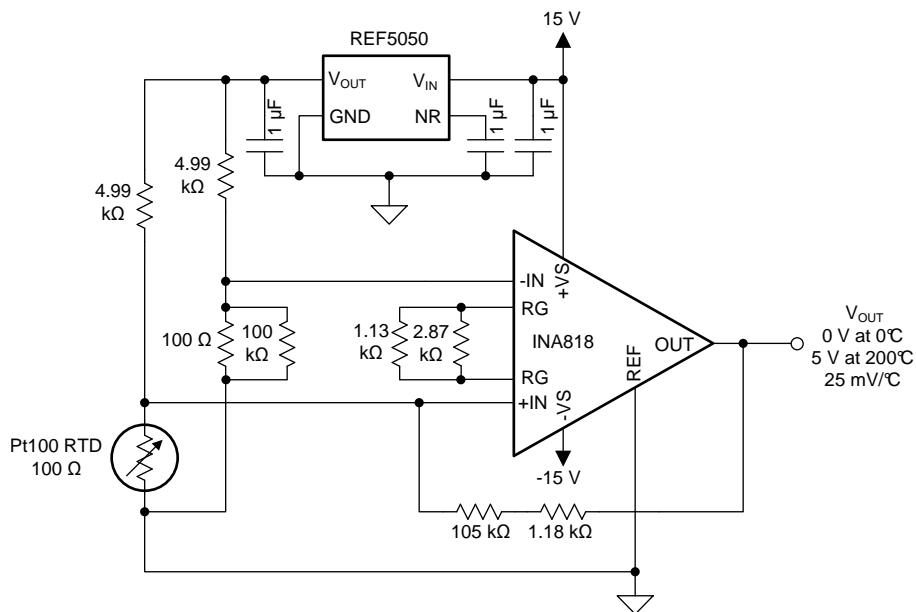 15 V
REF5050
VOUT
VIN
GND
NR
1 µF
1 µF
1 µF
4.99
kΩ
4.99
kΩ
-IN
+VS
RG
100 Ω
100
kΩ
1.13
kΩ
2.87
kΩ
INA818
OUT
REF
RG
+IN
-VS
VOUT
0 V at 0°C
5 V at 200°C
25 mV/°C
Pt100 RTD
100 Ω
-15 V
105 kΩ
1.18 kΩ